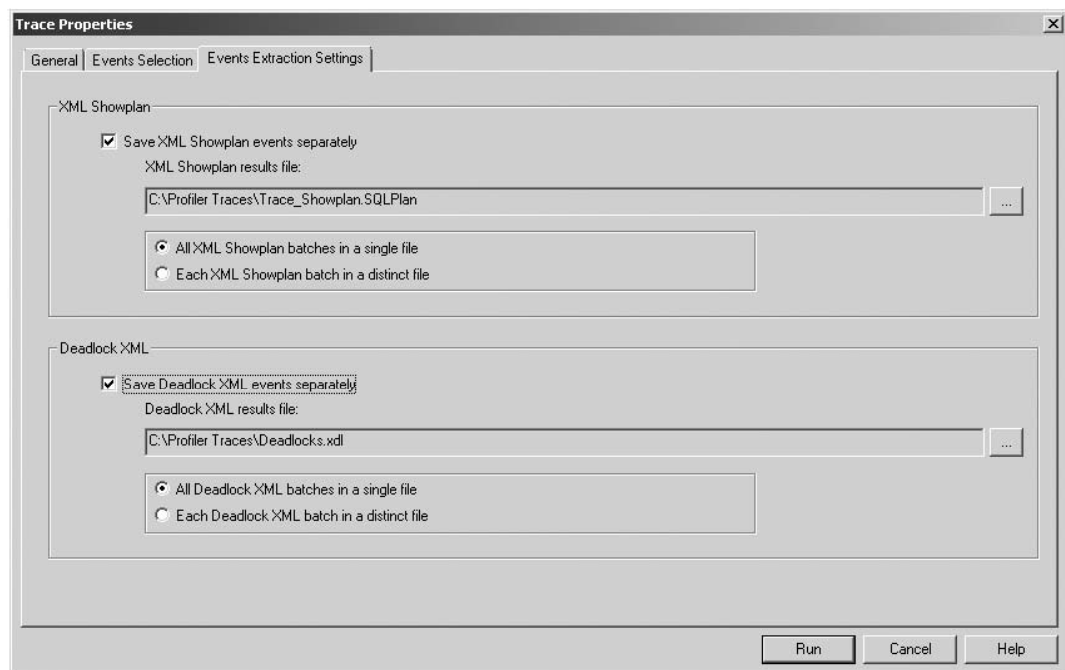 Trace Properties
General Events Selection Events Extraction Settings
XML Showplan
Save XML Showplan events separately
XML Showplan results file:
C:\Profiler Traces\Trace_Showplan.SQLPlan
...
All XML Showplan batches in a single file
Each XML Showplan batch in a distinct file
Deadlock XML
Save Deadlock XML events separately
Deadlock XML results file:
C:\Profiler Traces\Deadlocks.xdl
...
All Deadlock XML batches in a single file
Each Deadlock XML batch in a distinct file
Run Cancel Help